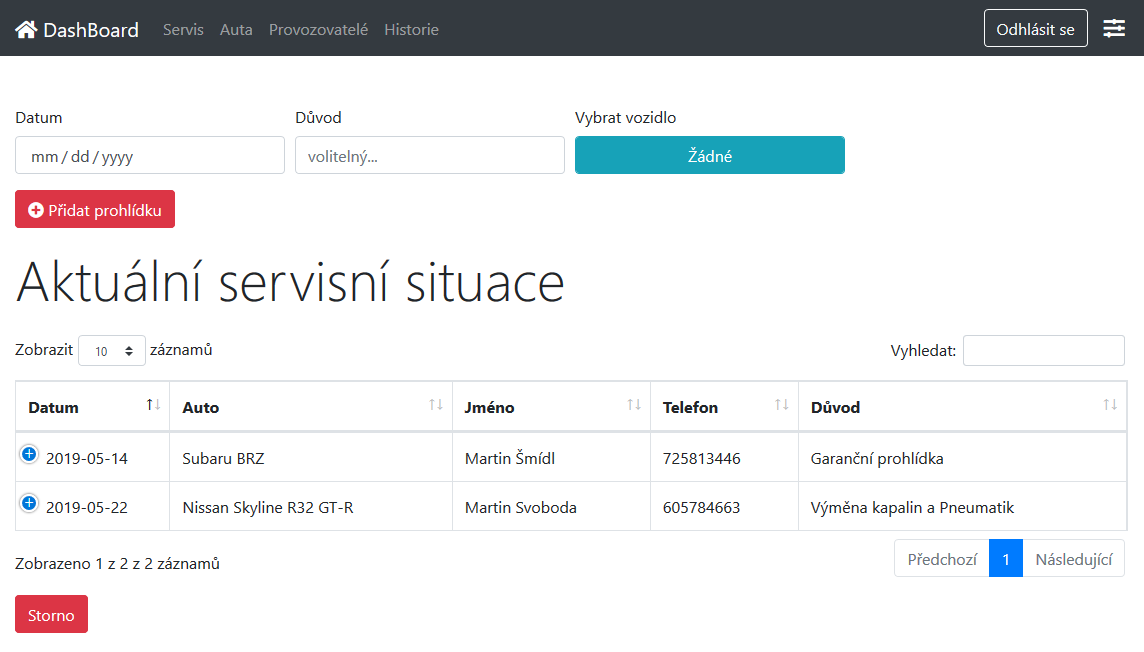 DashBoard Servis Auta Provozovatelé Historie Odhlásit se
Datum Důvod Vybrat vozidlo
mm/dd/yyyy volitelný... Žádné
Přidat prohlídku
Aktuální servisní situace
Zobrazit 10 záznamů Vyhledat:
Datum Auto Jméno Telefon Důvod
2019-05-14 Subaru BRZ Martin Šmídl 725813446 Garanční prohlídka
2019-05-22 Nissan Skyline R32 GT-R Martin Svoboda 605784663 Výměna kapalin a Pneumatik
Zobrazeno 1 z 2 z 2 záznamů Předchozí 1 Následující
Storno